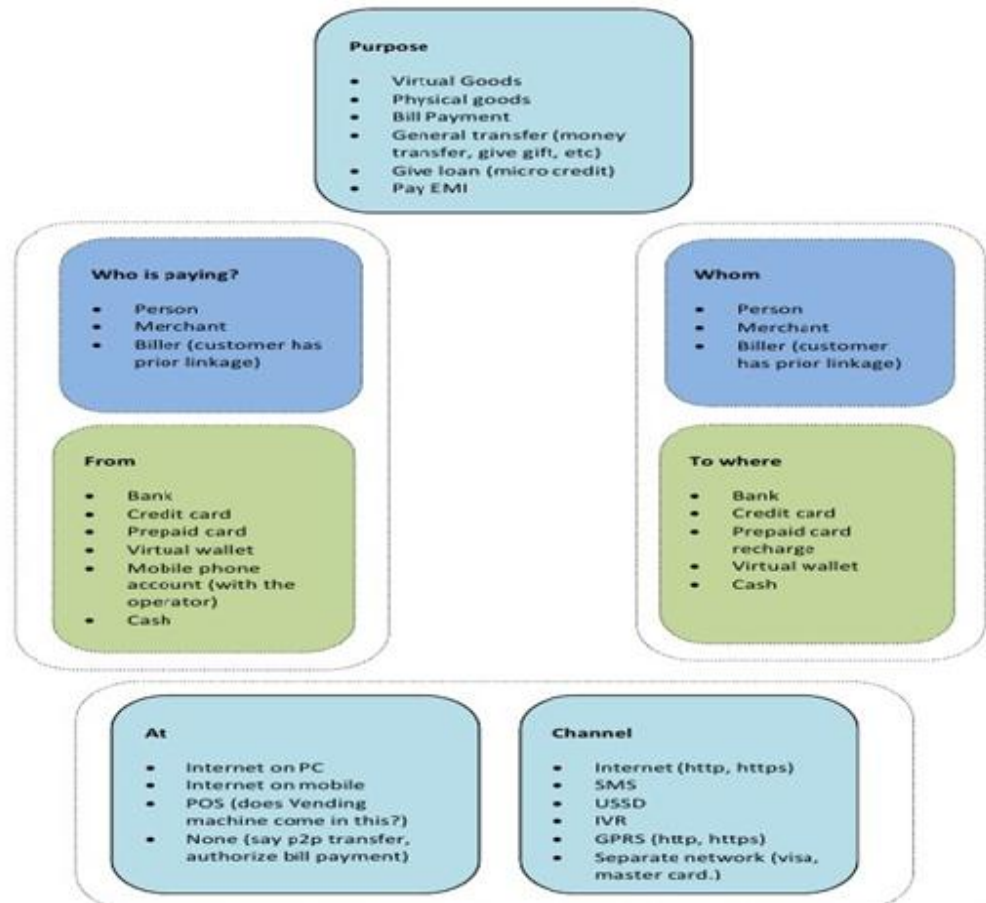 Purpose
• Virtual Goods
• Physical goods
• Bill Payment
• General transfer (money
transfer, give gift, etc)
• Give loan (micro credit)
• Pay EMI
Who is paying?
• Person
• Merchant
• Biller (customer has
prior linkage)
Whom
• Person
• Merchant
• Biller (customer
has prior linkage)
From
• Bank
• Credit card
• Prepaid card
• Virtual wallet
• Mobile phone
account (with the
operator)
• Cash
To where
• Bank
• Credit card
• Prepaid card
recharge
• Virtual wallet
• Cash
At
• Internet on PC
• Internet on mobile
• POS (does Vending
machine come in this?)
• None (say p2p transfer,
authorize bill payment)
Channel
• Internet (http, https)
• SMS
• USSD
• IVR
• GPRS (http, https)
• Separate network (visa,
master card.)